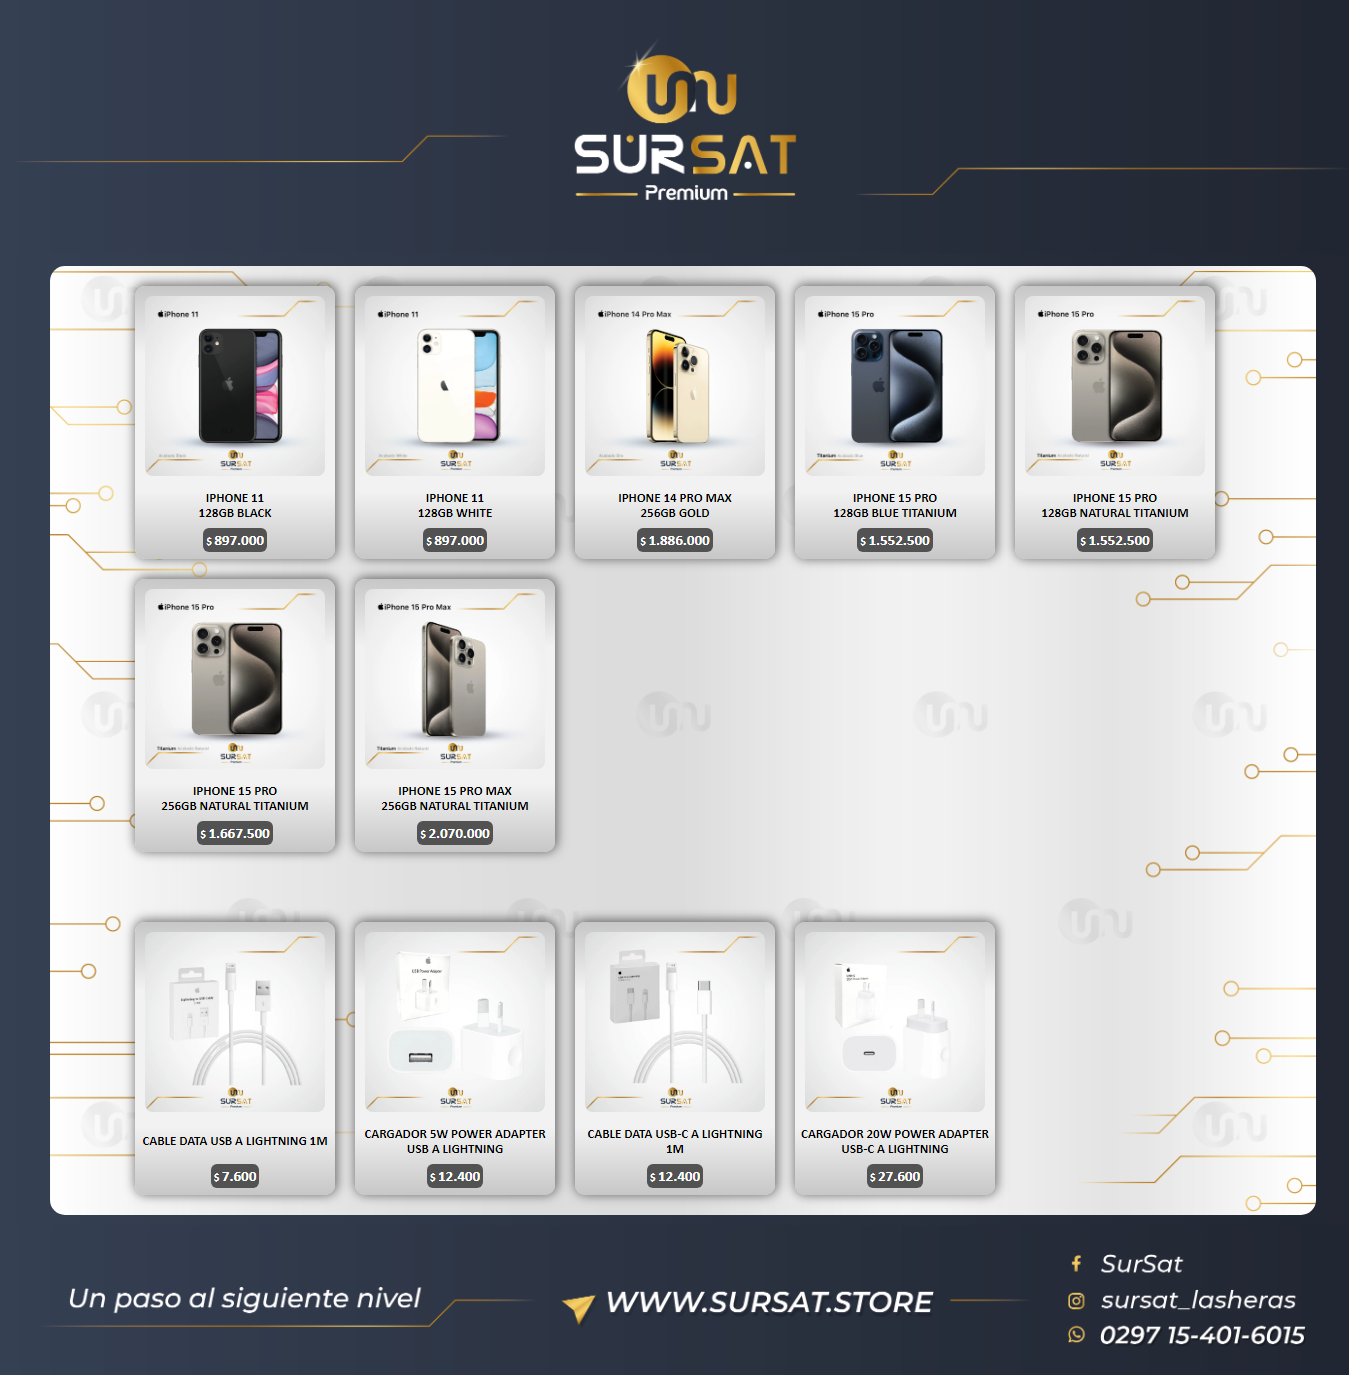 SURSAT
Premium
iPhone 11
iPhone 11
iPhone 14 Pro Max
iPhone 15 Pro
iPhone 15 Pro
SURSAT
SURSAT
SURSAT
SURSAT
SURSAT
IPHONE 11
128GB BLACK
$ 897.000
IPHONE 11
128GB WHITE
$ 897.000
IPHONE 14 PRO MAX
256GB GOLD
$ 1.886.000
IPHONE 15 PRO
128GB BLUE TITANIUM
$ 1.552.500
IPHONE 15 PRO
128GB NATURAL TITANIUM
$ 1.552.500
iPhone 15 Pro
iPhone 15 Pro Max
SURSAT
SURSAT
IPHONE 15 PRO
256GB NATURAL TITANIUM
$ 1.667.500
IPHONE 15 PRO MAX
256GB NATURAL TITANIUM
$ 2.070.000
SURSAT
SURSAT
SURSAT
SURSAT
CABLE DATA USB A LIGHTNING 1M
$ 7.600
CARGADOR 5W POWER ADAPTER
USB A LIGHTNING
$ 12.400
CABLE DATA USB-C A LIGHTNING
1M
$ 12.400
CARGADOR 20W POWER ADAPTER
USB-C A LIGHTNING
$ 27.600
Un paso al siguiente nivel
WWW.SURSAT.STORE
SurSat
sursat_lasheras
0297 15-401-6015